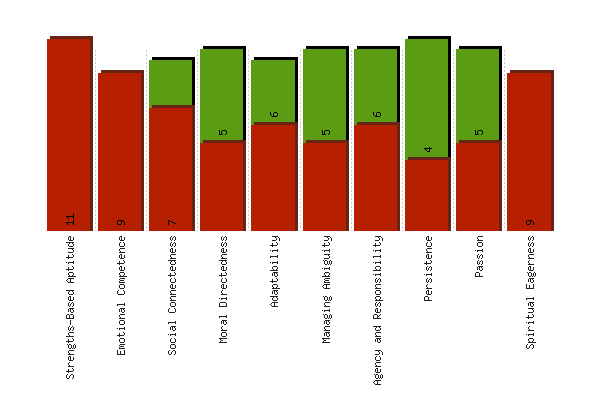 11
9
7
5
6
5
6
4
5
9
Strengths-Based Aptitude
Emotional Competence
Social Connectedness
Moral Directedness
Adaptability
Managing Ambiguity
Agency and Responsibility
Persistence
Passion
Spiritual Eagerness